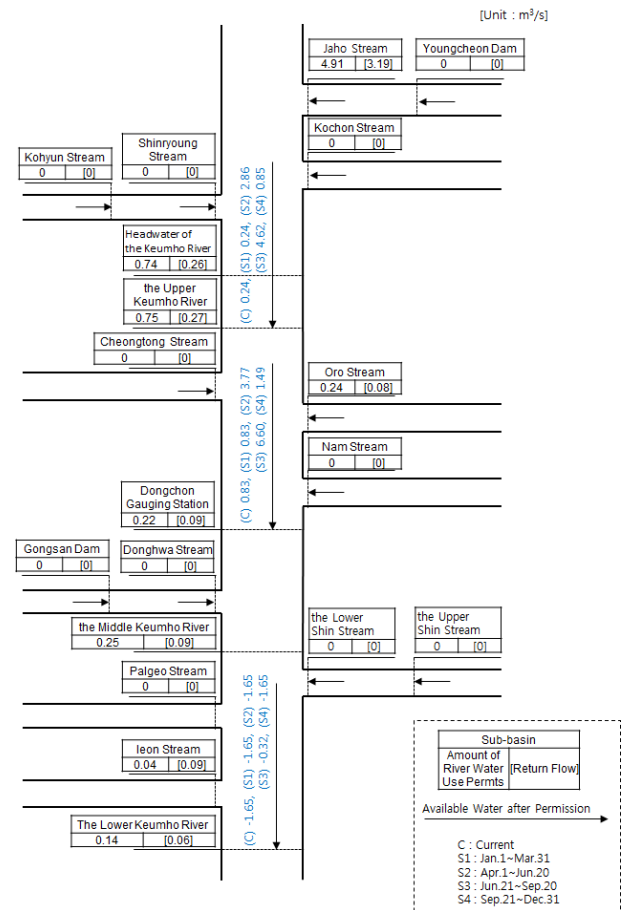 [Unit : m³/s]
Jaho Stream
4.91 [3.19]
Youngcheon Dam
0 [0]
Kochon Stream
0 [0]
Shinryoung
Stream
0 [0]
Kohyun Stream
0 [0]
Headwater of
the Keumho River
0.74 [0.26]
the Upper
Keumho River
0.75 [0.27]
(C) 0.24, (S1) 0.24, (S2) 2.86
(S3) 4.62, (S4) 0.85
Cheongtong Stream
0 [0]
Oro Stream
0.24 [0.08]
Nam Stream
0 [0]
(C) 0.83, (S1) 0.83, (S2) 3.77
(S3) 6.60, (S4) 1.49
Dongchon
Gauging Station
0.22 [0.09]
Gongsan Dam
0 [0]
Donghwa Stream
0 [0]
the Middle Keumho River
0.25 [0.09]
the Lower
Shin Stream
0 [0]
the Upper
Shin Stream
0 [0]
Palgeo Stream
0 [0]
Ieon Stream
0.04 [0.09]
(C) -1.65, (S1) -1.65, (S2) -1.65
(S3) -0.32, (S4) -1.65
The Lower Keumho River
0.14 [0.06]
Sub-basin
Amount of
River Water
Use Permts
[Return Flow]
Available Water after Permission
C : Current
S1 : Jan.1~Mar.31
S2 : Apr.1~Jun.20
S3 : Jun.21~Sep.20
S4 : Sep.21~Dec.31